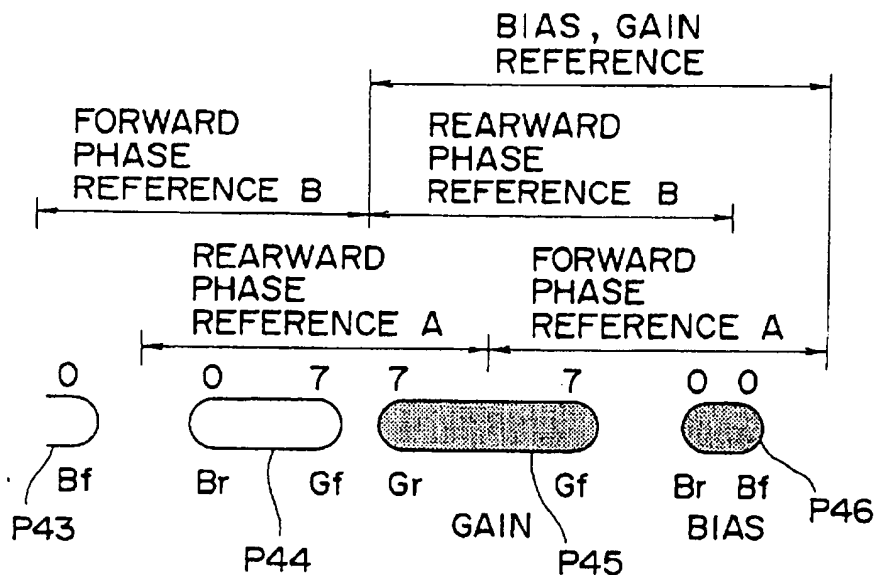 BIAS, GAIN
REFERENCE
FORWARD
PHASE
REFERENCE B
REARWARD
PHASE
REFERENCE B
REARWARD
PHASE
REFERENCE A
FORWARD
PHASE
REFERENCE A
0 0 7 7 7 0 0
Bf Br Gf Gr Gf Br Bf
P43 P44 GAIN P45 BIAS P46